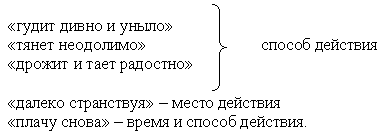 «гудит дивно и уныло»
«тянет неодолимо»
способ действия
«дрожит и тает радостно»
«далеко странствуя» – место действия
«плачу снова» – время и способ действия.